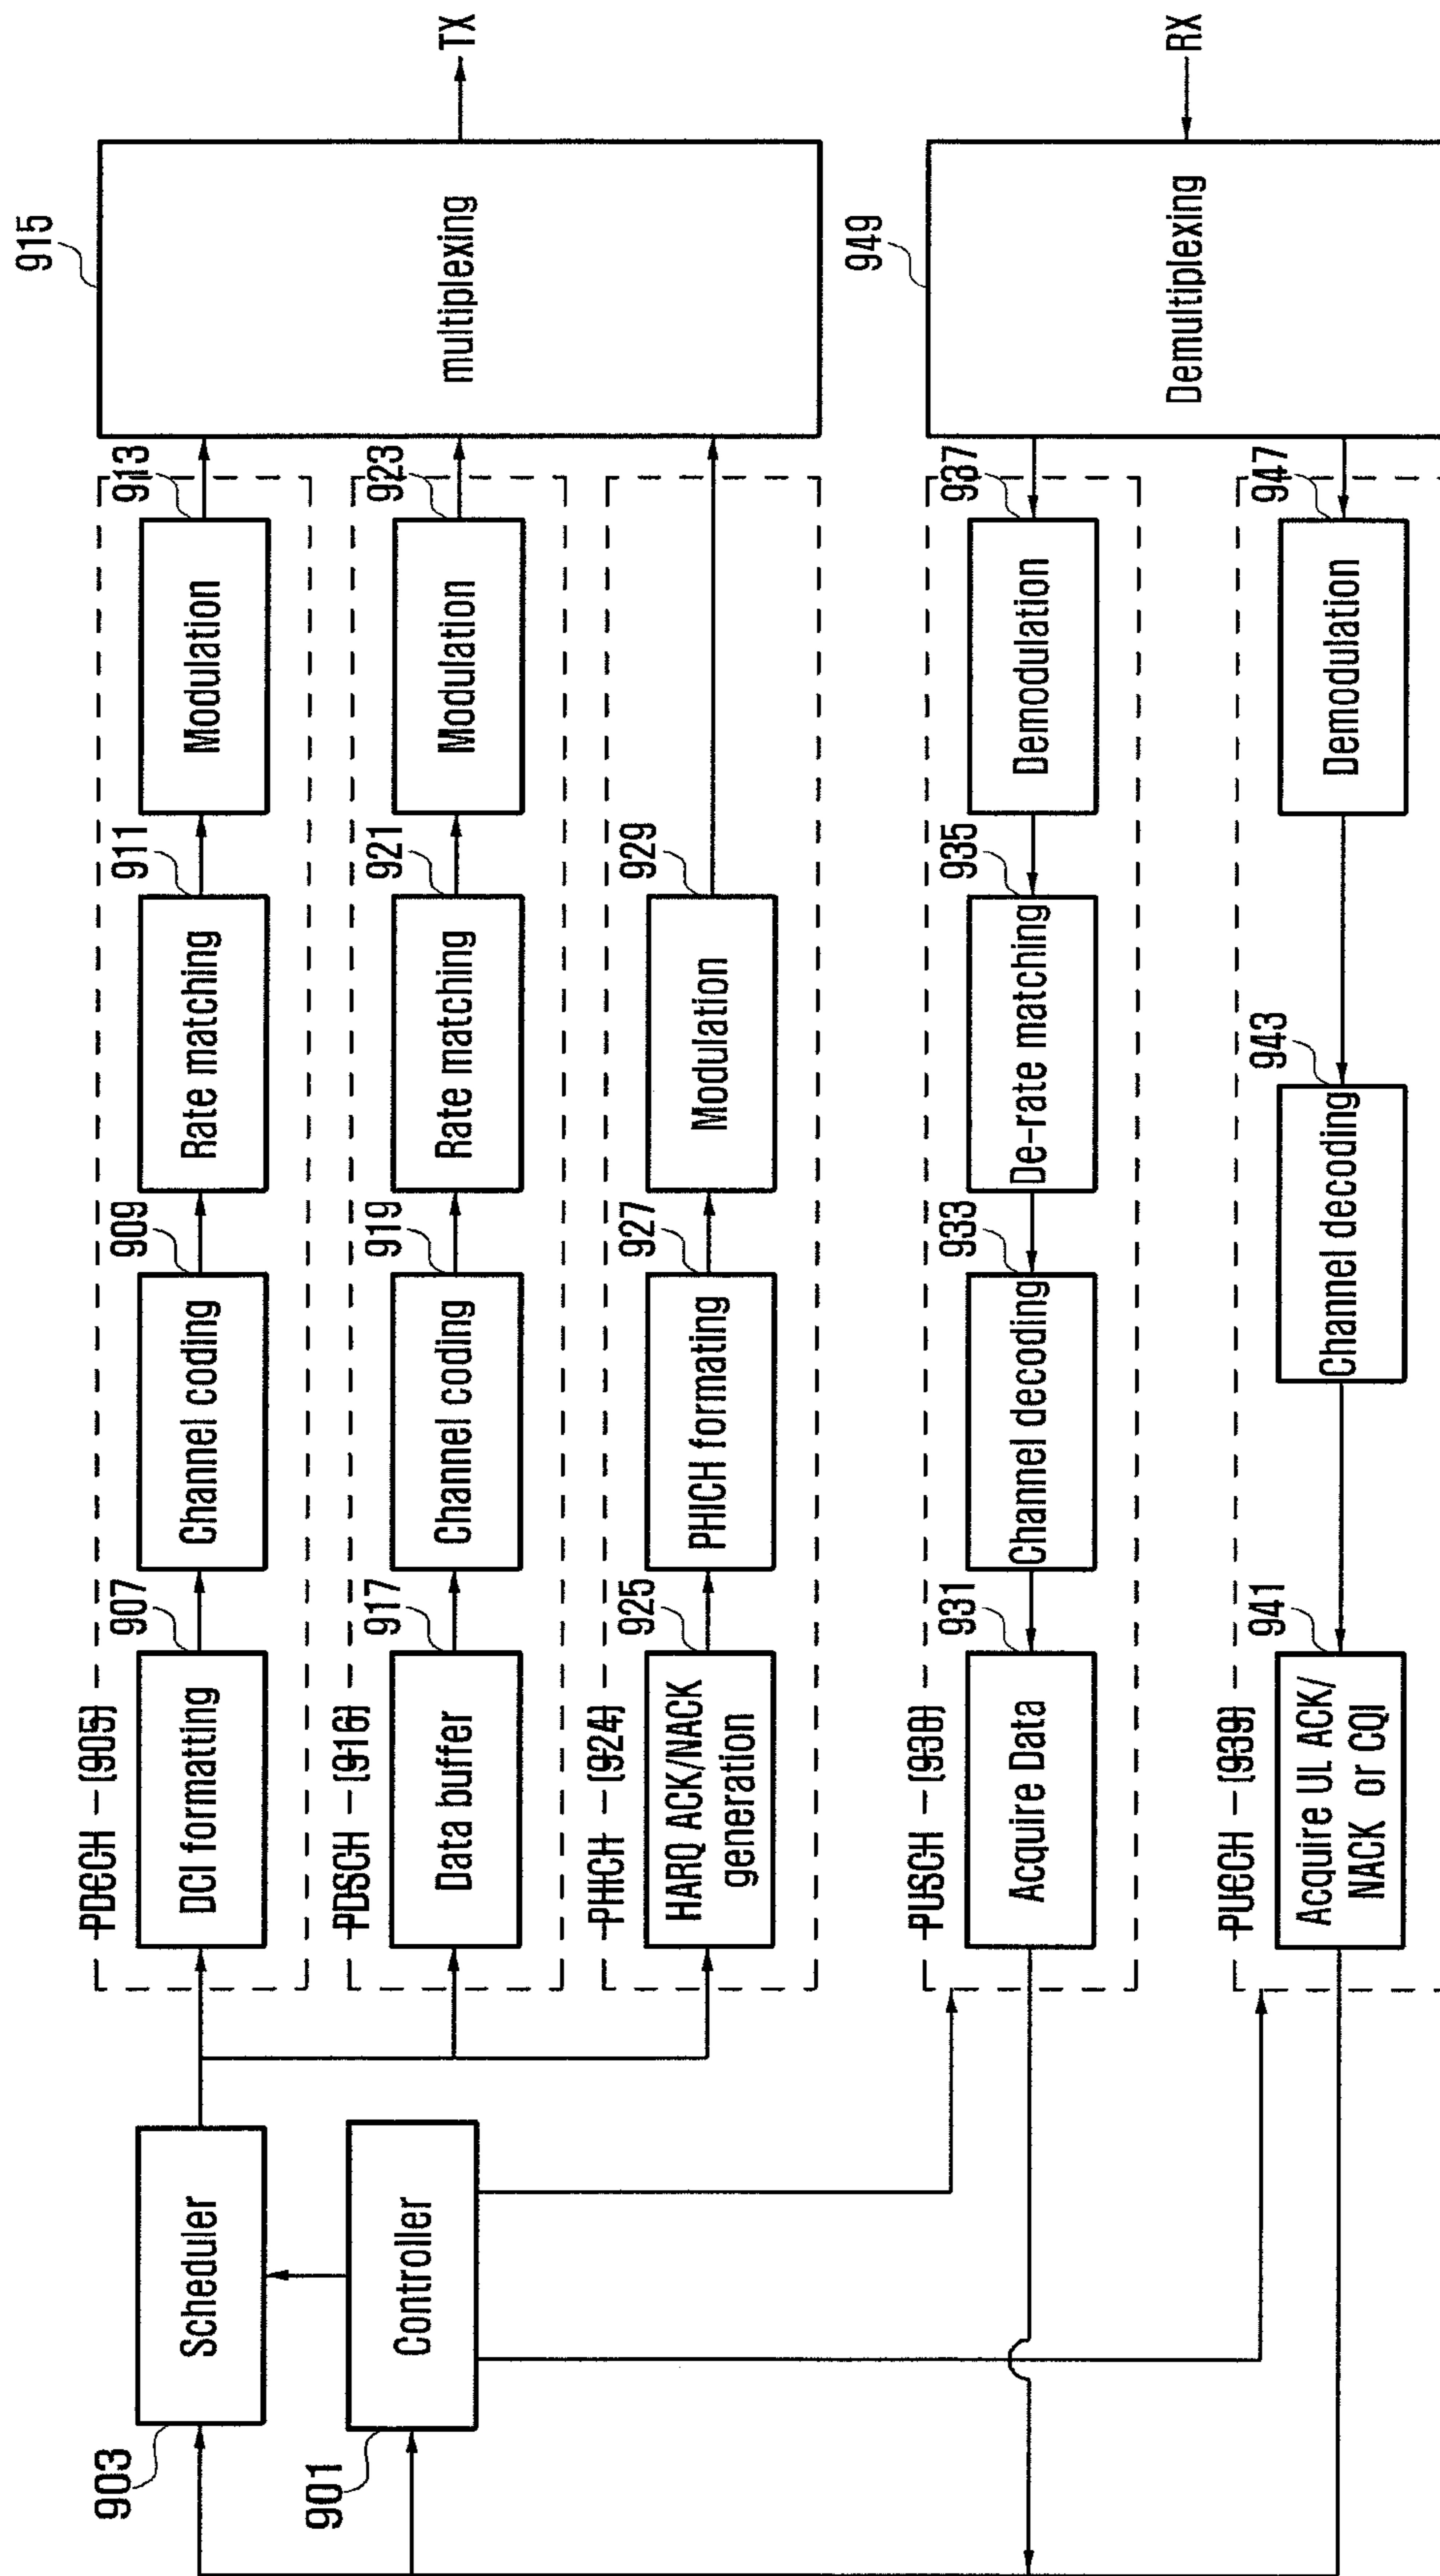 903
Scheduler
901
Controller
PDCCH (905)
907
DCI formatting
909
Channel coding
911
Rate matching
913
Modulation
PDSCH (916)
917
Data buffer
919
Channel coding
921
Rate matching
923
Modulation
PHICH (924)
925
HARQ ACK/NACK
generation
927
PHICH formating
929
Modulation
915
multiplexing
TX
PUSCH (930)
931
Acquire Data
933
Channel decoding
935
De-rate matching
937
Demodulation
PUCCH (939)
941
Acquire UL ACK/
NACK or CQI
943
Channel decoding
947
Demodulation
949
Demultiplexing
RX